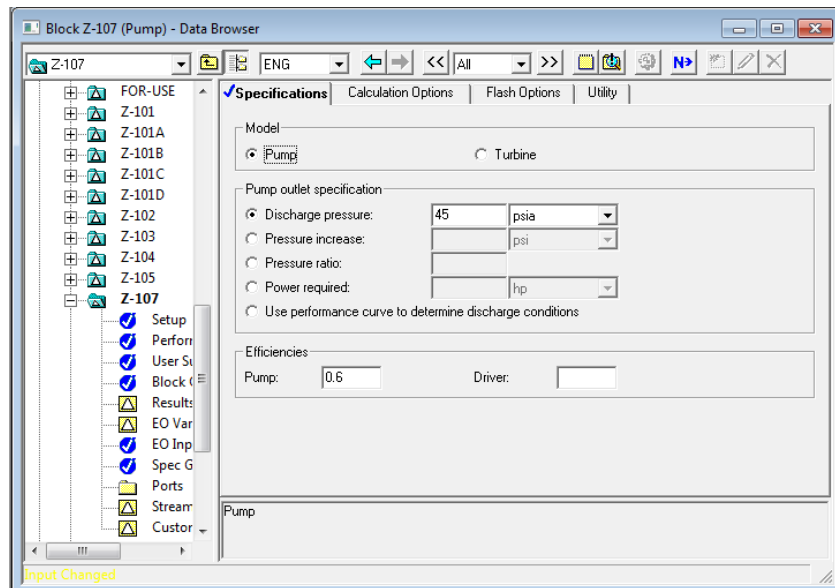 Block Z-107 (Pump) - Data Browser
Z-107 ENG << All >> N>
FOR-USE
Z-101
Z-101A
Z-101B
Z-101C
Z-101D
Z-102
Z-103
Z-104
Z-105
Z-107
Setup
Perforr
User Su
Block C
Results
EO Var
EO Inp
Spec G
Ports
Stream
Custor
Specifications Calculation Options Flash Options Utility
Model
Pump Turbine
Pump outlet specification
Discharge pressure: 45 psia
Pressure increase: psi
Pressure ratio:
Power required: hp
Use performance curve to determine discharge conditions
Efficiencies
Pump: 0.6 Driver:
Pump
Input Changed